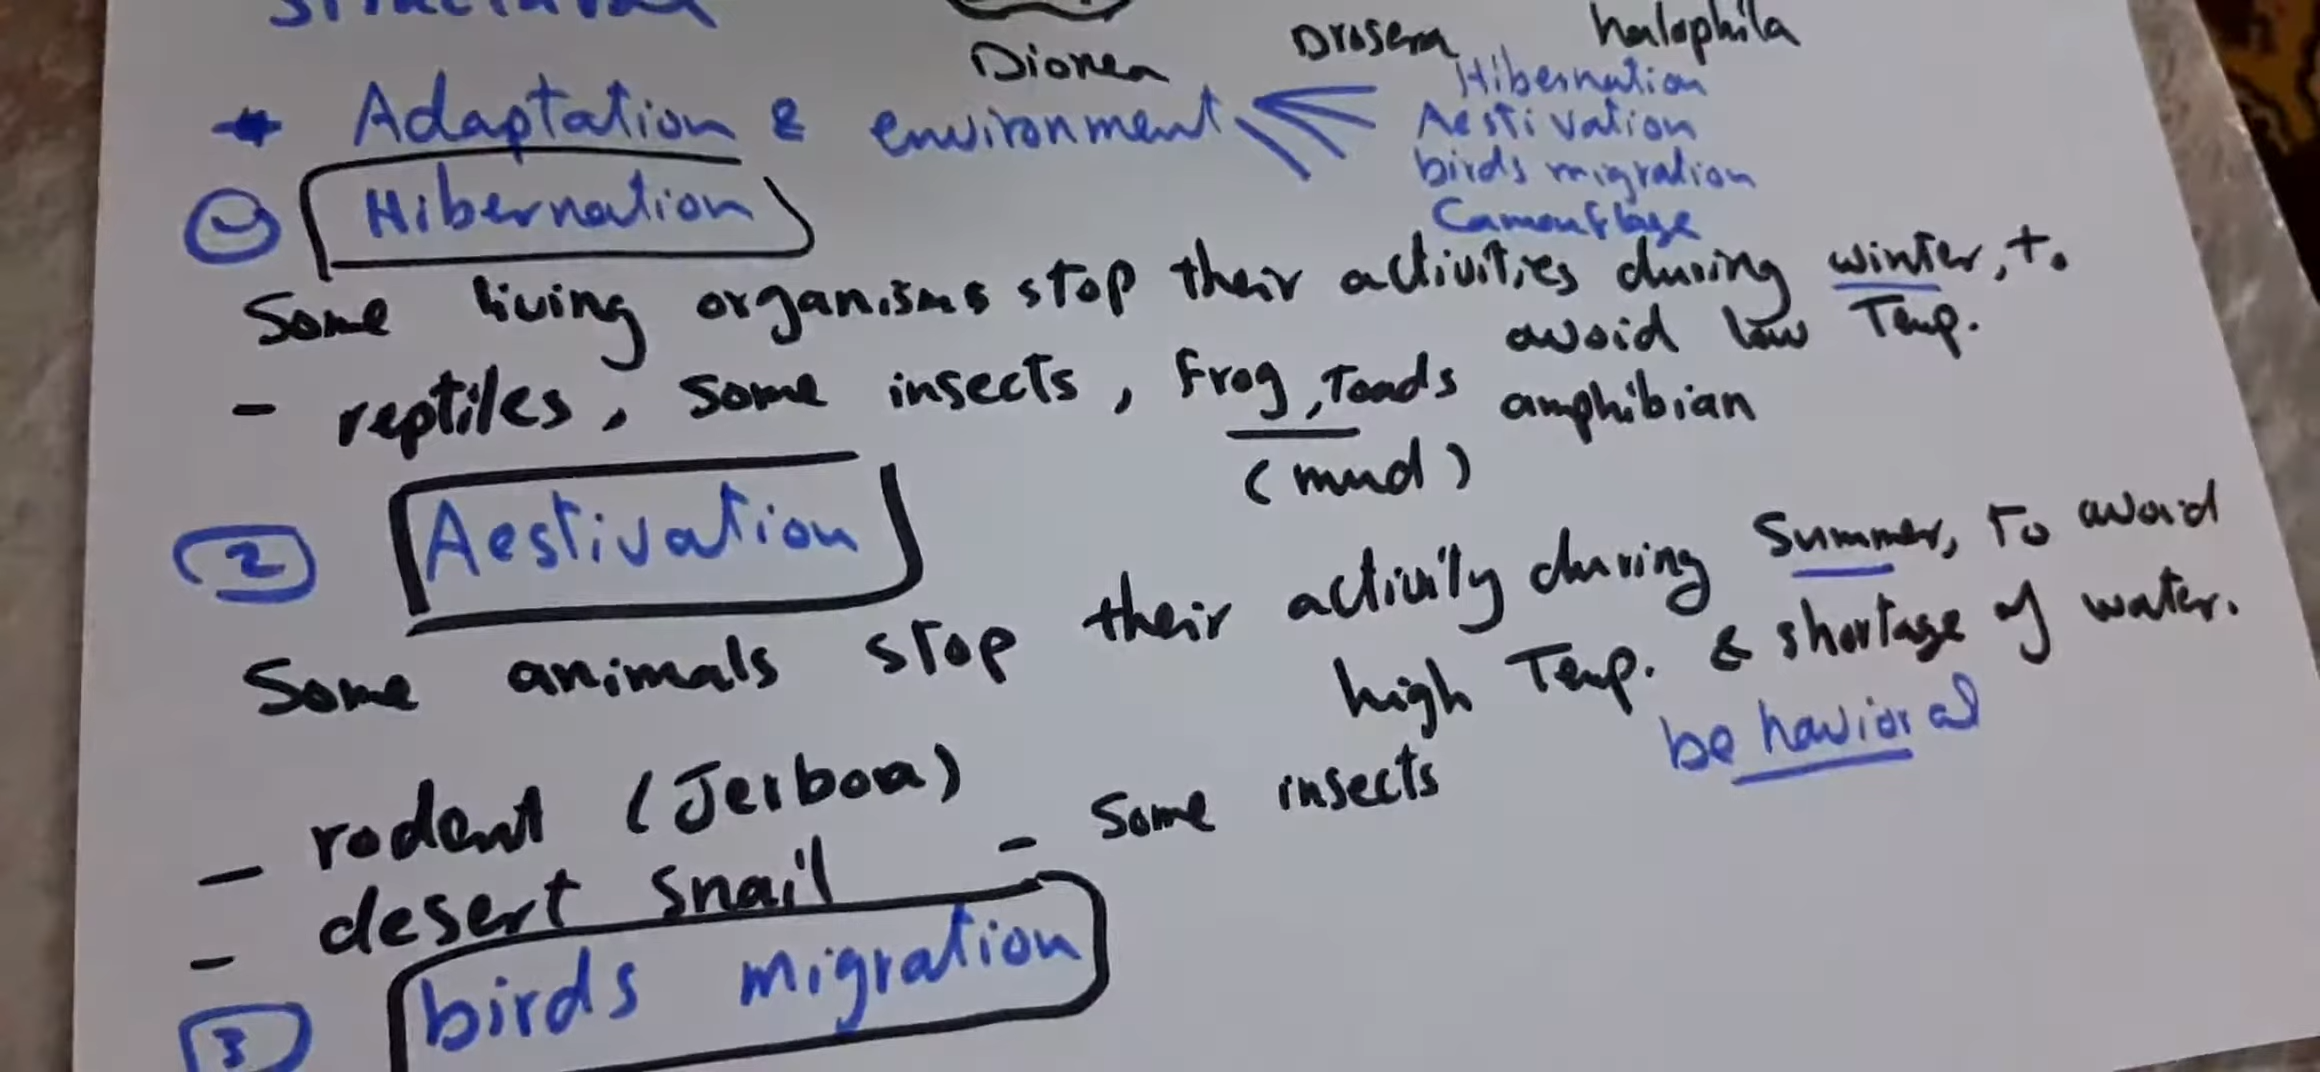 Structural
Dionea Drosera halophila
Adaptation & environment
Hibernation
Aestivation
birds migration
Camouflage
Hibernation
Some living organisms stop their activities during winter, to
avoid low Temp.
- reptiles, some insects, frog, Toads amphibian
(mud)
2 Aestivation
Some animals stop their activity during Summer, To avoid
high Temp. & shortage of water.
behavioral
- rodent (Jerboa)
- Some insects
- desert snail
3 birds migration